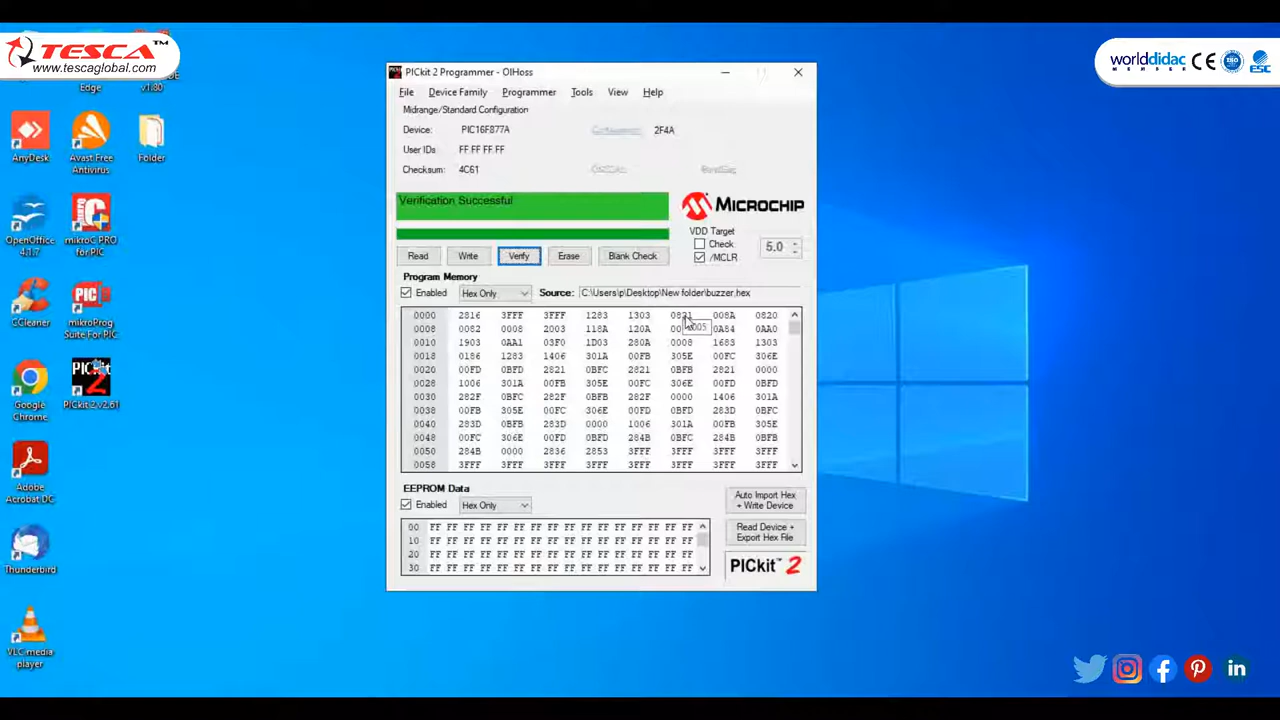 TESCA™
www.tescaglobal.com
worlddidac
MEMBER
CE
ISO
ESC
Edge
v1.80
AnyDesk
Avast Free
Antivirus
Folder
OpenOffice
4.1.7
mikroC PRO
for PIC
CCleaner
mikroProg
Suite For PIC
Google
Chrome
PICkit 2 v2.61
Adobe
Acrobat DC
Thunderbird
VLC media
player
PICkit 2 Programmer - OlHoss
File Device Family Programmer Tools View Help
Midrange/Standard Configuration
Device: PIC16F877A 2F4A
User IDs FF FF FF FF
Checksum: 4C61
Verification Successful
MICROCHIP
VDD Target
Check
/MCLR
5.0
Read Write Verify Erase Blank Check
Program Memory
Enabled Hex Only Source: C:\Users\p\Desktop\New folder\buzzer.hex
0000 2816 3FFF 3FFF 1283 1303 0821 008A 0820
0008 0082 0008 2003 118A 120A 0A84 0AA0
0010 1903 0AA1 03F0 1D03 280A 0008 1683 1303
0018 0186 1283 1406 301A 00FB 305E 00FC 306E
0020 00FD 0BFD 2821 0BFC 2821 0BFB 2821 0000
0028 1006 301A 00FB 305E 00FC 306E 00FD 0BFD
0030 282F 0BFC 282F 0BFB 282F 0000 1406 301A
0038 00FB 305E 00FC 306E 00FD 0BFD 283D 0BFC
0040 283D 0BFB 283D 0000 1006 301A 00FB 305E
0048 00FC 306E 00FD 0BFD 284B 0BFC 284B 0BFB
0050 284B 0000 2836 2853 3FFF 3FFF 3FFF 3FFF
0058 3FFF 3FFF 3FFF 3FFF 3FFF 3FFF 3FFF 3FFF
EEPROM Data
Enabled Hex Only
Auto Import Hex
+ Write Device
Read Device +
Export Hex File
00 FF FF FF FF FF FF FF FF FF FF FF FF FF FF FF FF
10 FF FF FF FF FF FF FF FF FF FF FF FF FF FF FF FF
20 FF FF FF FF FF FF FF FF FF FF FF FF FF FF FF FF
30 FF FF FF FF FF FF FF FF FF FF FF FF FF FF FF FF
PICkit™ 2